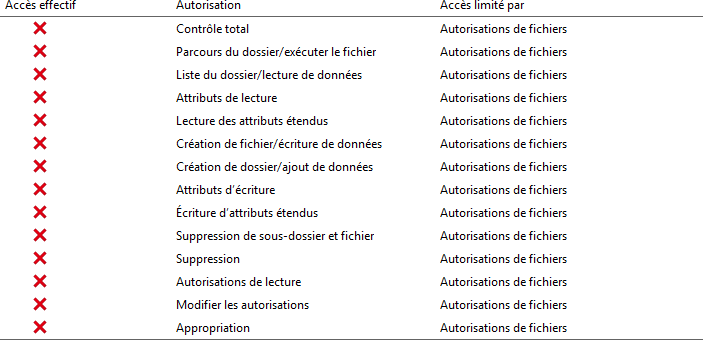 Accès effectif Autorisation Accès limité par
Contrôle total Autorisations de fichiers
Parcours du dossier/exécuter le fichier Autorisations de fichiers
Liste du dossier/lecture de données Autorisations de fichiers
Attributs de lecture Autorisations de fichiers
Lecture des attributs étendus Autorisations de fichiers
Création de fichier/écriture de données Autorisations de fichiers
Création de dossier/ajout de données Autorisations de fichiers
Attributs d’écriture Autorisations de fichiers
Écriture d’attributs étendus Autorisations de fichiers
Suppression de sous-dossier et fichier Autorisations de fichiers
Suppression Autorisations de fichiers
Autorisations de lecture Autorisations de fichiers
Modifier les autorisations Autorisations de fichiers
Appropriation Autorisations de fichiers